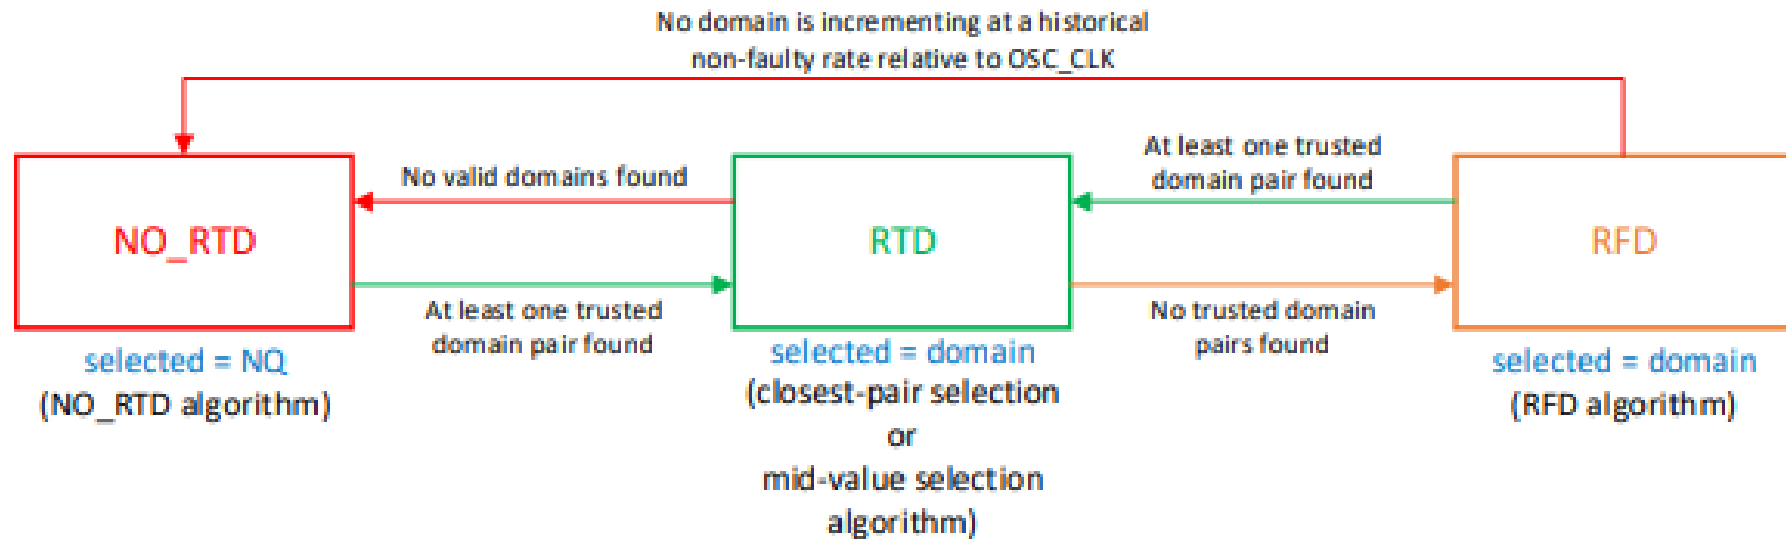 No domain is incrementing at a historical
non-faulty rate relative to OSC_CLK
No valid domains found
At least one trusted
domain pair found
NO_RTD
RTD
RFD
At least one trusted
domain pair found
No trusted domain
pairs found
selected = NQ
(NO_RTD algorithm)
selected = domain
(closest-pair selection
or
mid-value selection
algorithm)
selected = domain
(RFD algorithm)